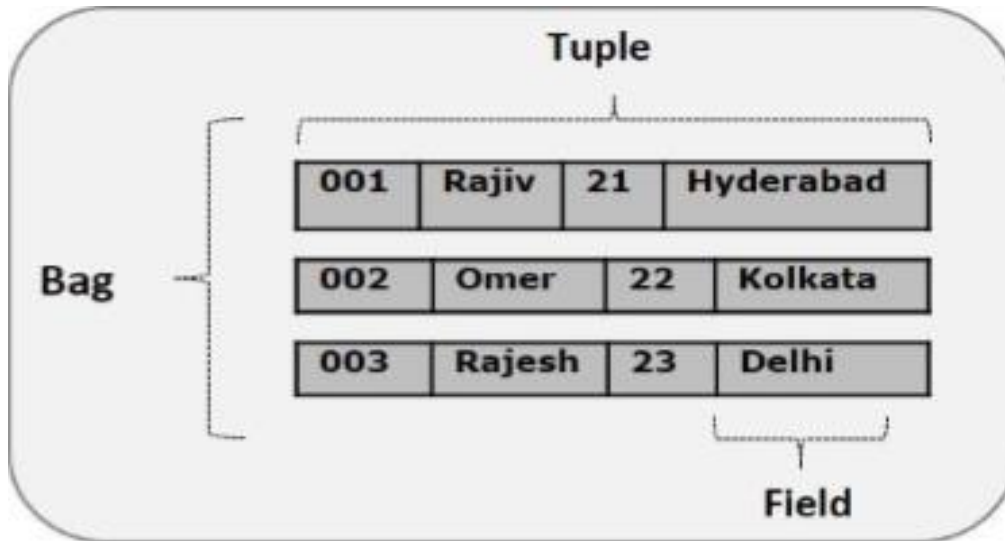 Tuple
001 Rajiv 21 Hyderabad
Bag
002 Omer 22 Kolkata
003 Rajesh 23 Delhi
Field